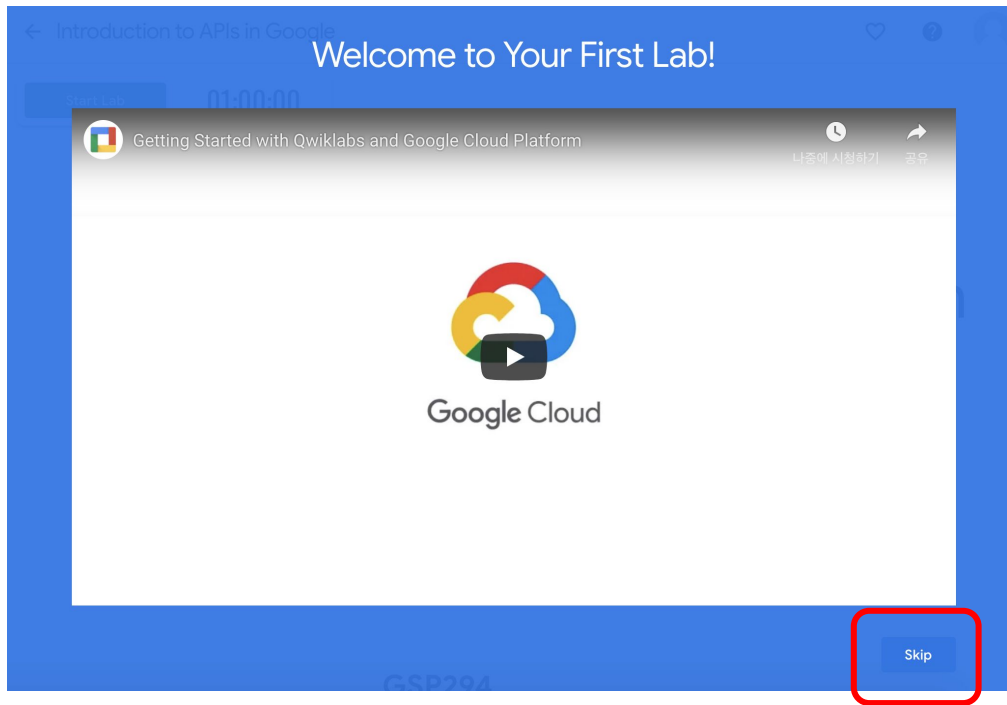 Introduction to APIs in Google
Welcome to Your First Lab!
Start Lab
01:00:00
Getting Started with Qwiklabs and Google Cloud Platform
나중에 시청하기
공유
Google Cloud
Skip
GSP294